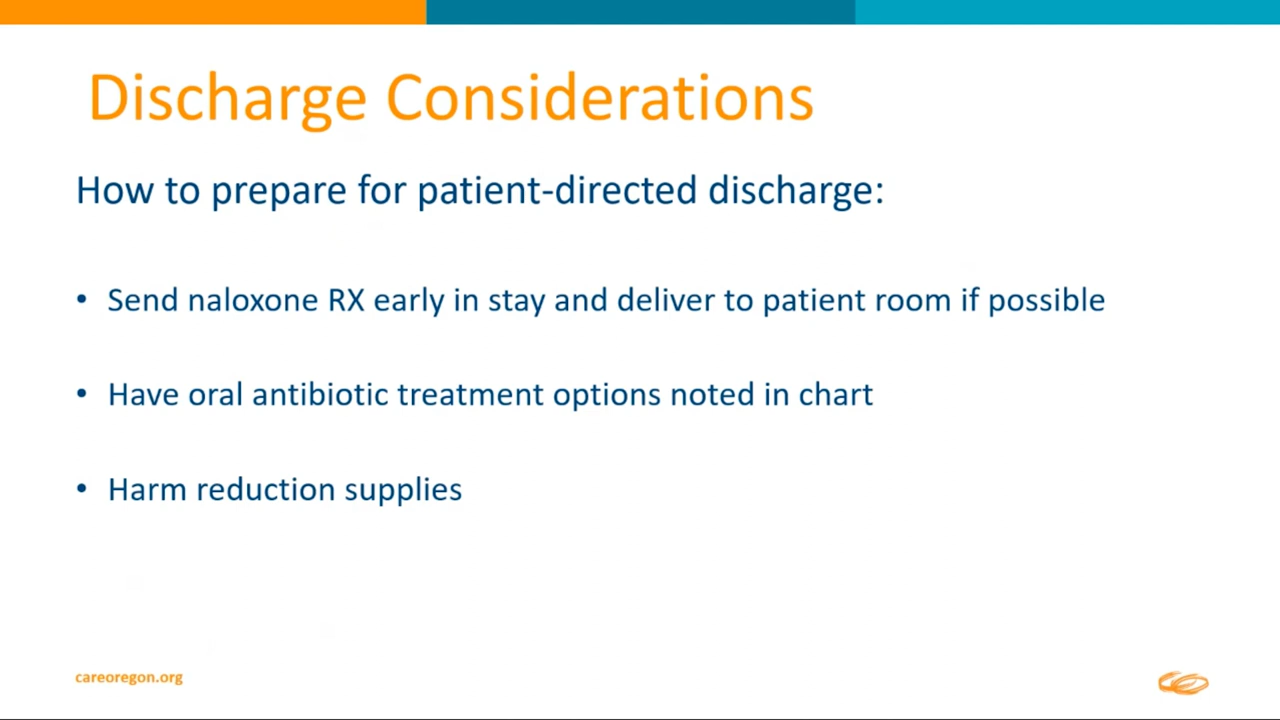 Discharge Considerations
How to prepare for patient-directed discharge:
• Send naloxone RX early in stay and deliver to patient room if possible
• Have oral antibiotic treatment options noted in chart
• Harm reduction supplies
careoregon.org